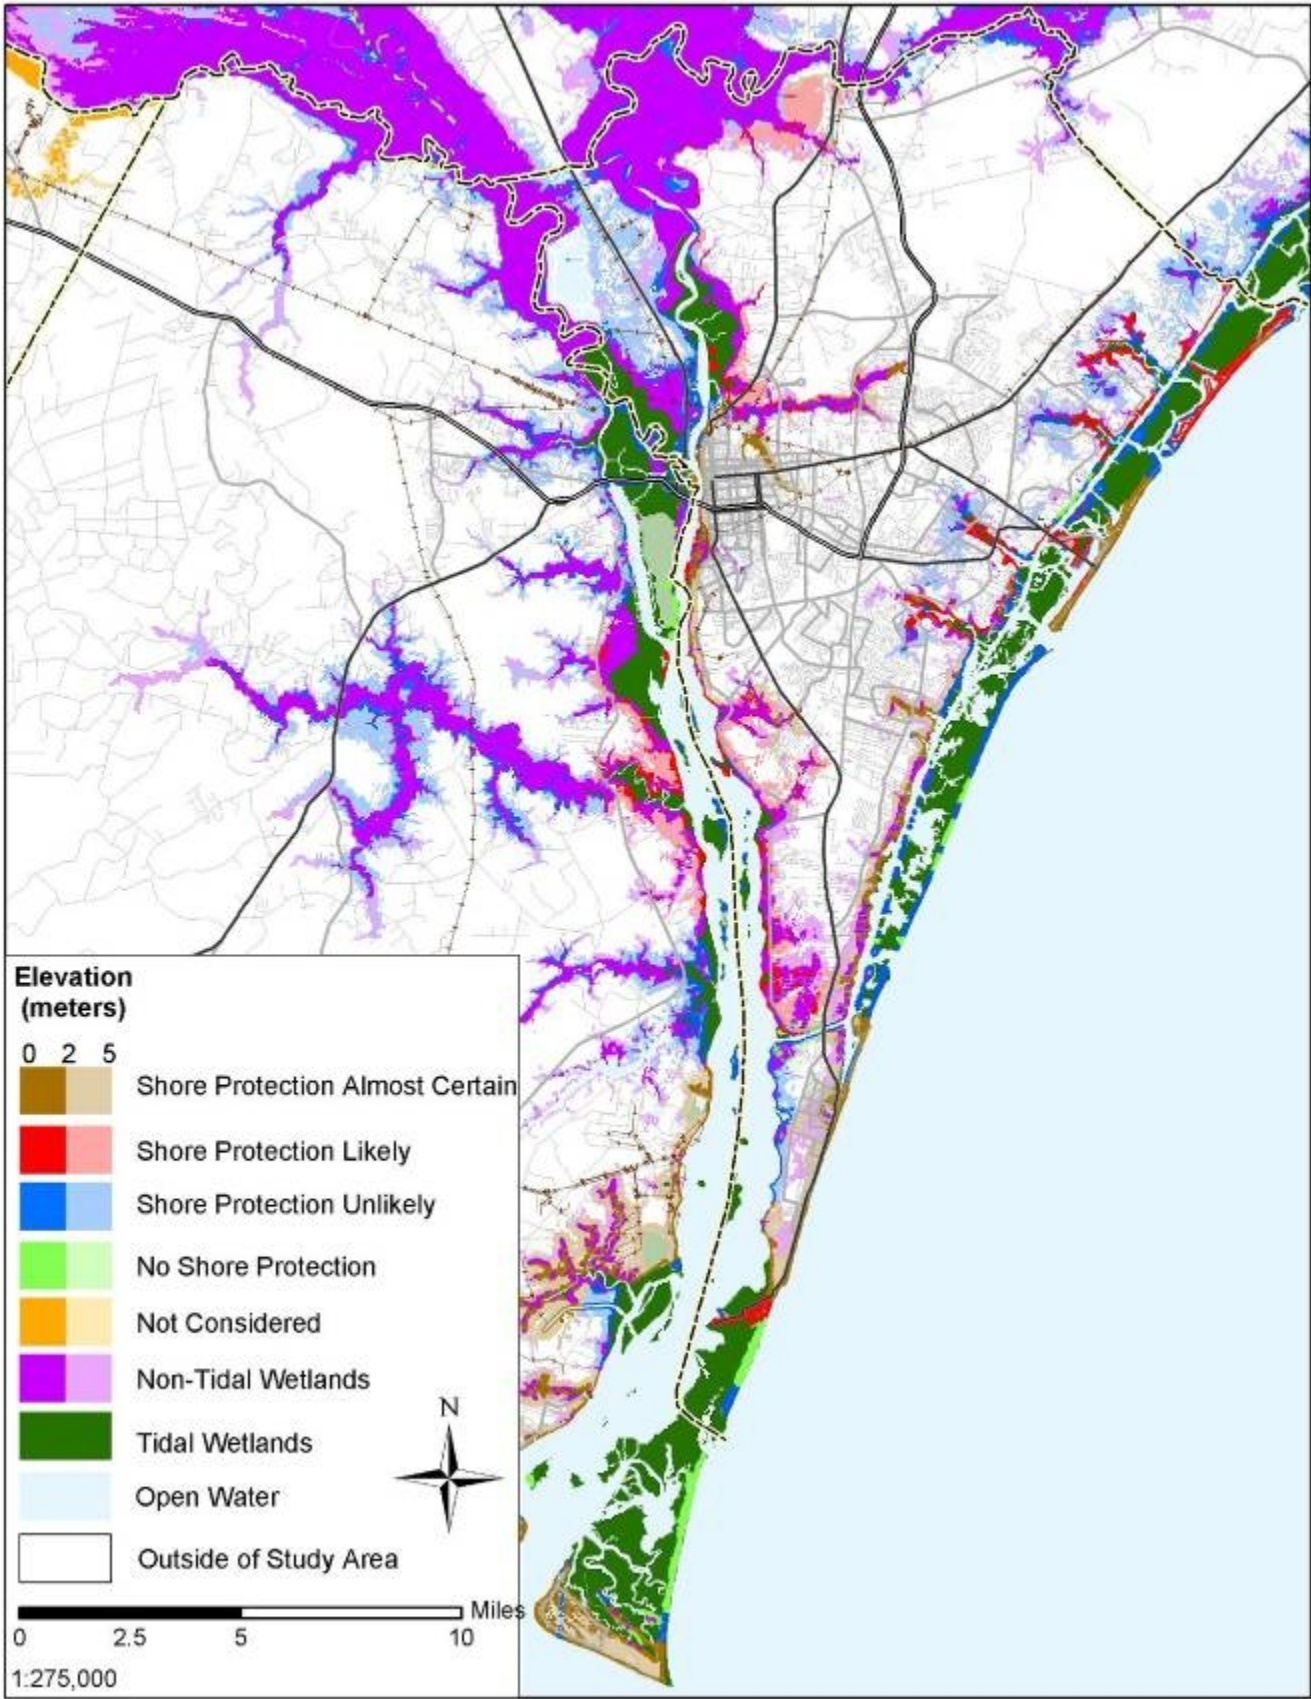 Elevation
(meters)
0 2 5
Shore Protection Almost Certain
Shore Protection Likely
Shore Protection Unlikely
No Shore Protection
Not Considered
Non-Tidal Wetlands
N
Tidal Wetlands
Open Water
Outside of Study Area
Miles
0 2.5 5 10
1:275,000